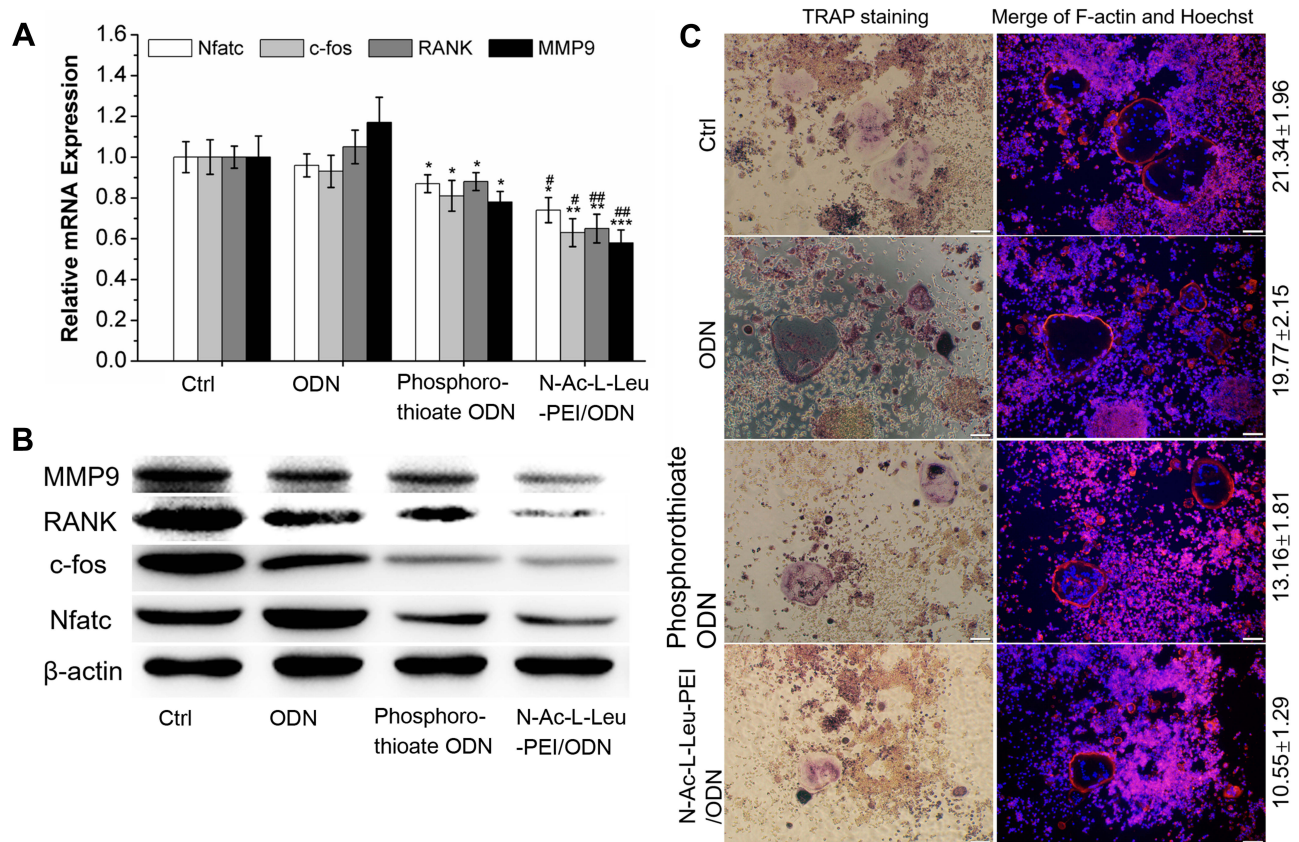 A
1.6
1.4
1.2
1.0
0.8
0.6
0.4
0.2
0.0
Relative mRNA Expression
Nfatc
c-fos
RANK
MMP9
* * * *
# # ## ##
* ** ** ***
Ctrl
ODN
Phosphoro-
thioate ODN
N-Ac-L-Leu
-PEI/ODN
B
MMP9
RANK
c-fos
Nfatc
β-actin
Ctrl
ODN
Phosphoro-
thioate ODN
N-Ac-L-Leu
-PEI/ODN
C
TRAP staining
Merge of F-actin and Hoechst
Ctrl
21.34±1.96
ODN
19.77±2.15
Phosphorothioate
ODN
13.16±1.81
N-Ac-L-Leu-PEI
/ODN
10.55±1.29